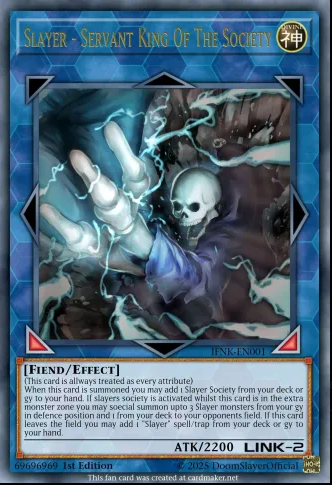 Slayer - Servant King Of The Society
DIVINE
神
IFNK-EN001
[Fiend/Effect]
(This card is allways treated as every attribute)
When this card is summoned you may add 1 Slayer Society from your deck or
gy to your hand. If slayers society is activated whilst this card is in the extra
monster zone you may soecial summon upto 3 Slayer monsters from your gy
in defence position and 1 from your deck to your opponents field. If this card
leaves the field you may add 1 "Slayer" spell/trap from your deck or gy to
your hand.
ATK/2200 LINK-2
69696969 1st Edition ©2025 DoomSlayerOfficial
This fan card was created at cardmaker.net